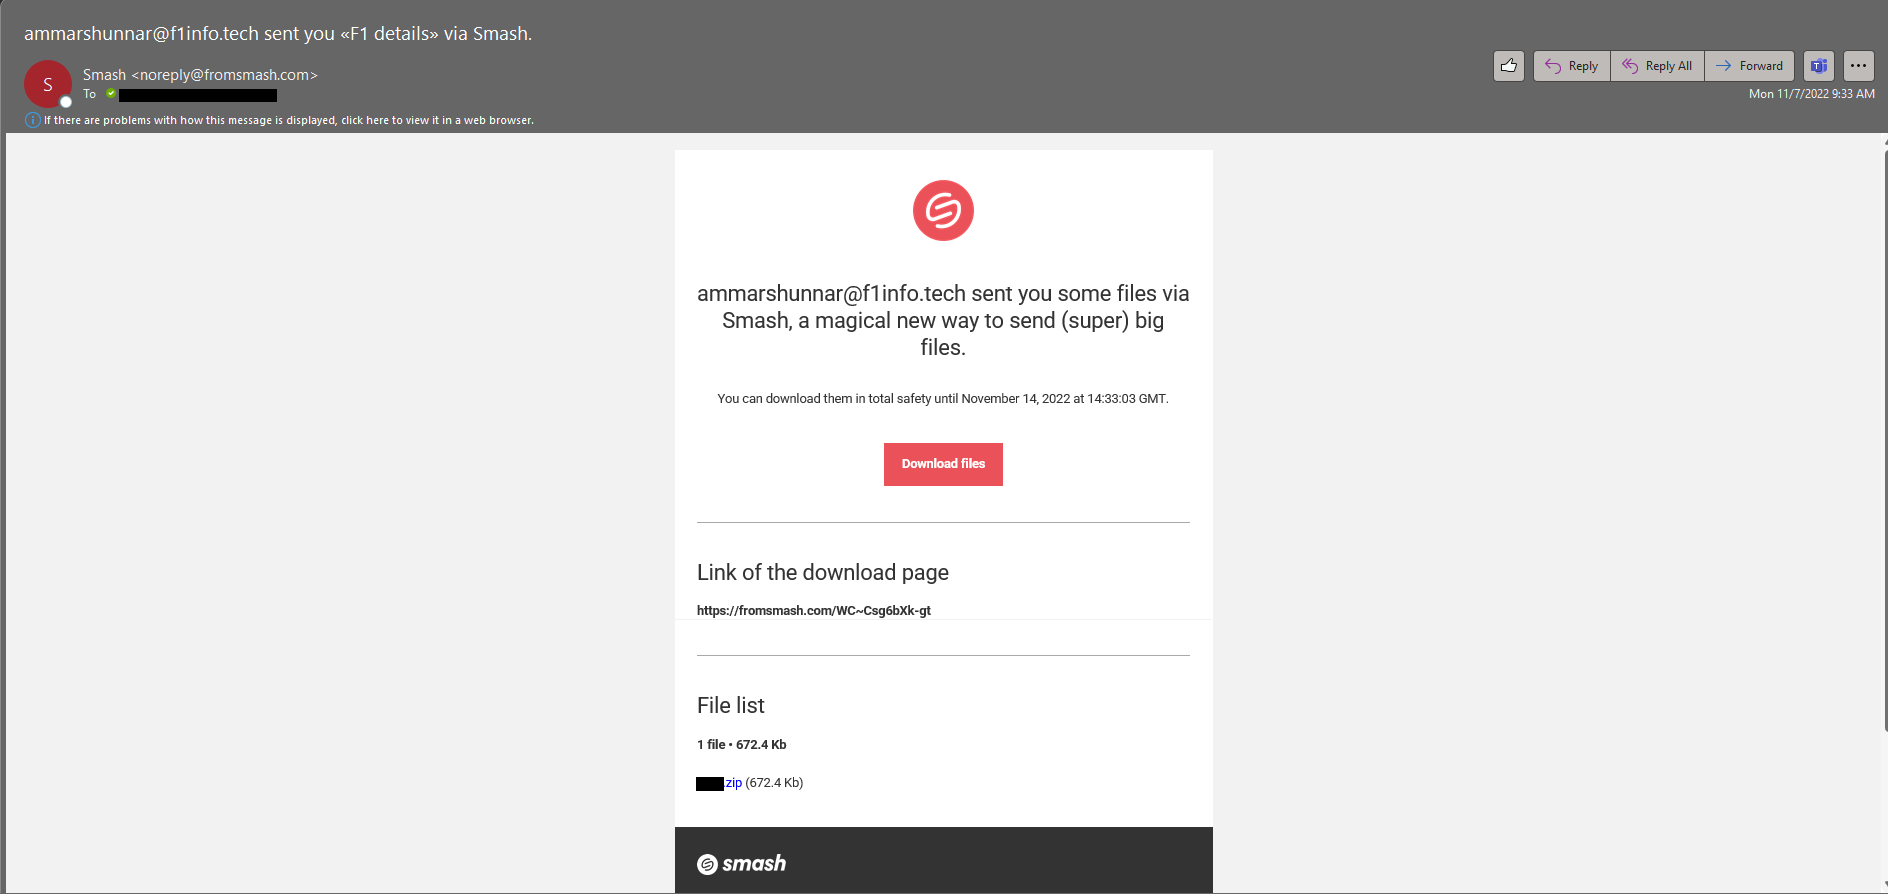 ammarshunnar@f1info.tech sent you «F1 details» via Smash.
S
Smash <noreply@fromsmash.com>
To
Reply
Reply All
Forward
Mon 11/7/2022 9:33 AM
If there are problems with how this message is displayed, click here to view it in a web browser.
ammarshunnar@f1info.tech sent you some files via
Smash, a magical new way to send (super) big
files.
You can download them in total safety until November 14, 2022 at 14:33:03 GMT.
Download files
Link of the download page
https://fromsmash.com/WC~Csg6bXk-gt
File list
1 file • 672.4 Kb
.zip (672.4 Kb)
smash